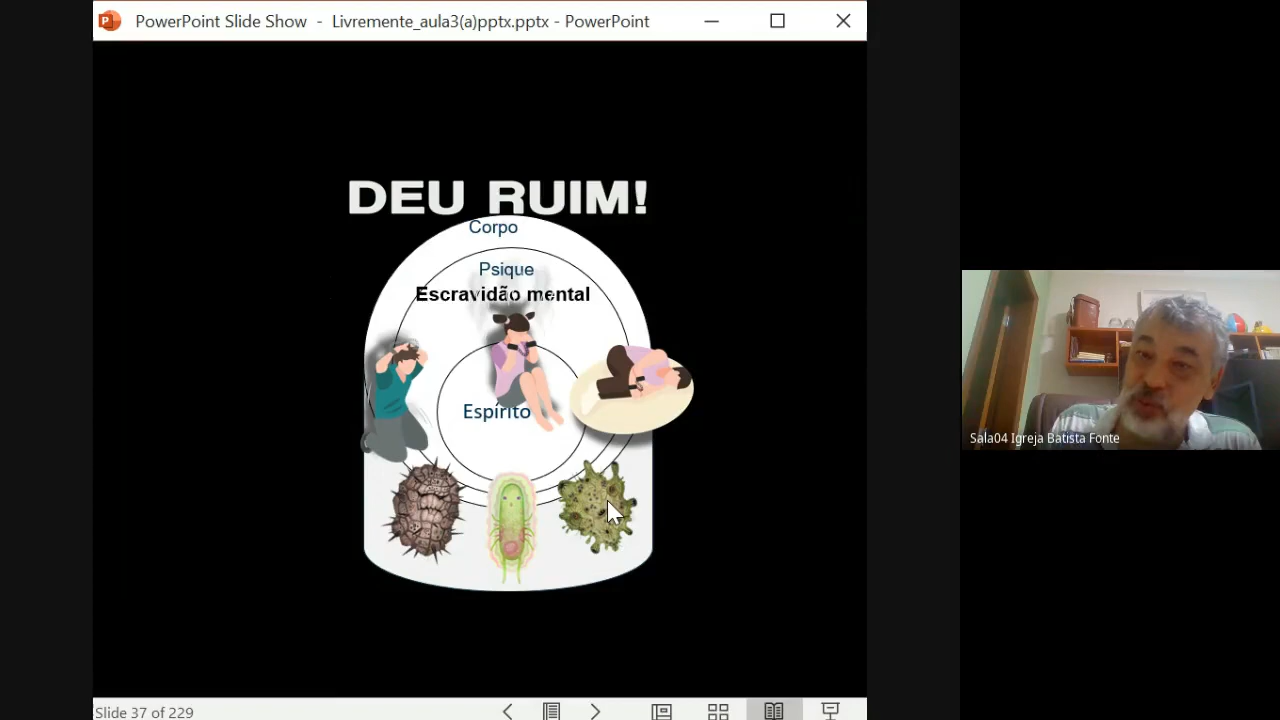 PowerPoint Slide Show - Livremente_aula3(a)pptx.pptx - PowerPoint
DEU RUIM!
Corpo
Psique
Escravidão mental
Espírito
Sala04 Igreja Batista Fonte
Slide 37 of 229